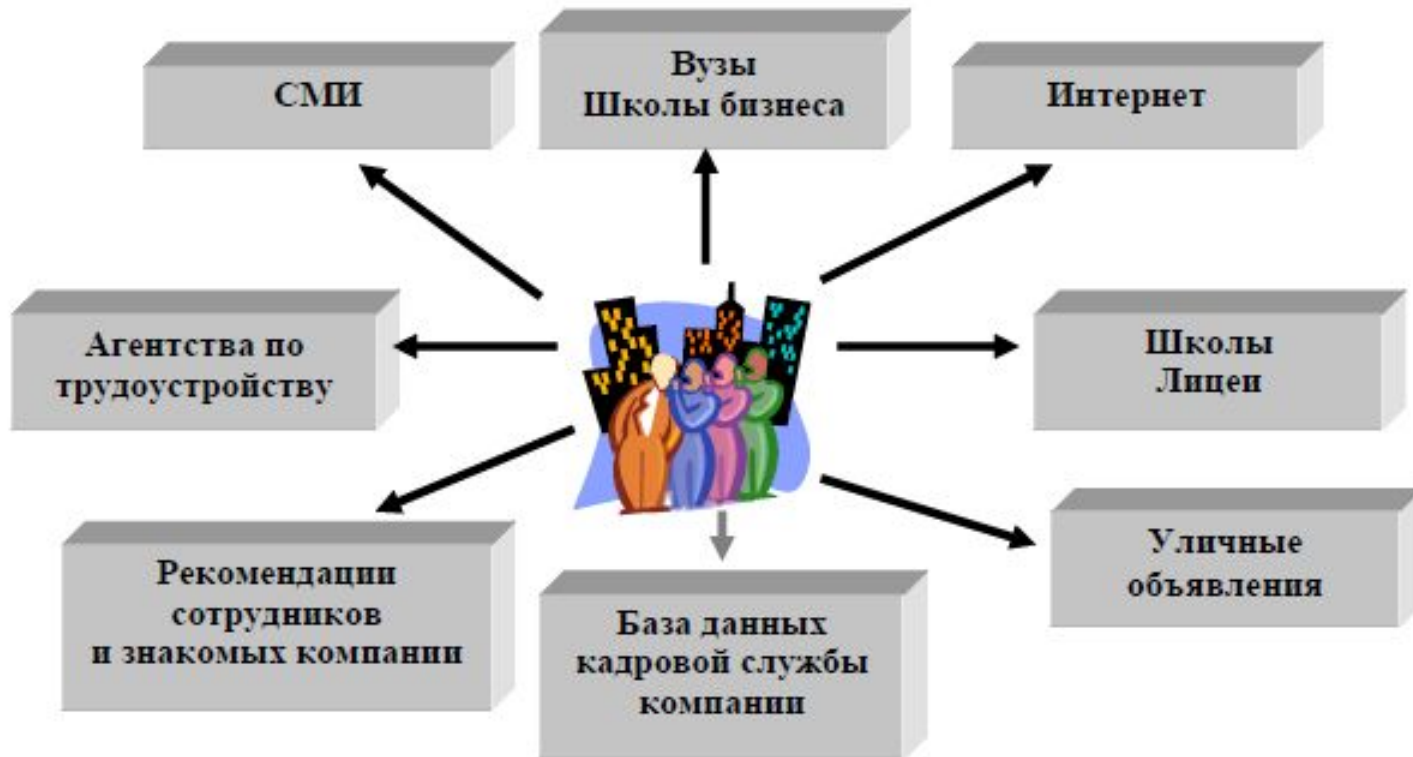 СМИ
Вузы
Школы бизнеса
Интернет
Агентства по
трудоустройству
Школы
Лицеи
Рекомендации
сотрудников
и знакомых компании
База данных
кадровой службы
компании
Уличные
объявления